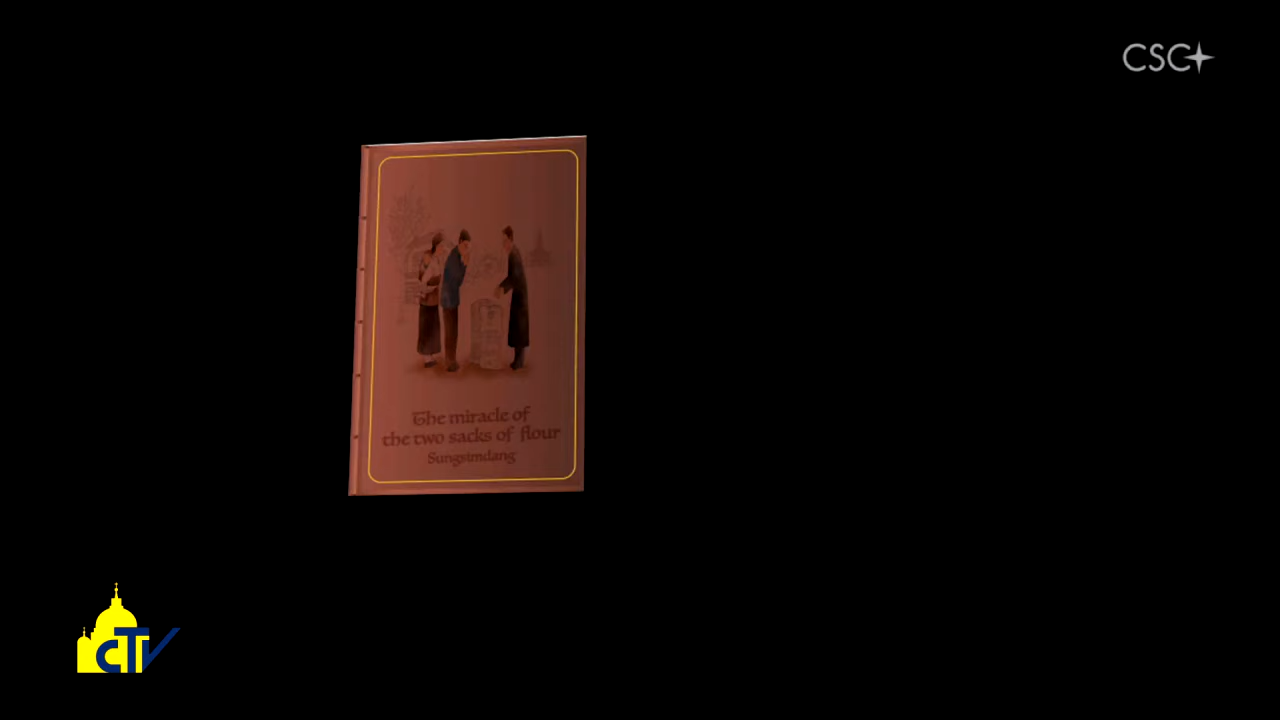 CSC
The miracle of
the two sacks of flour
Sungsimdang
CTV